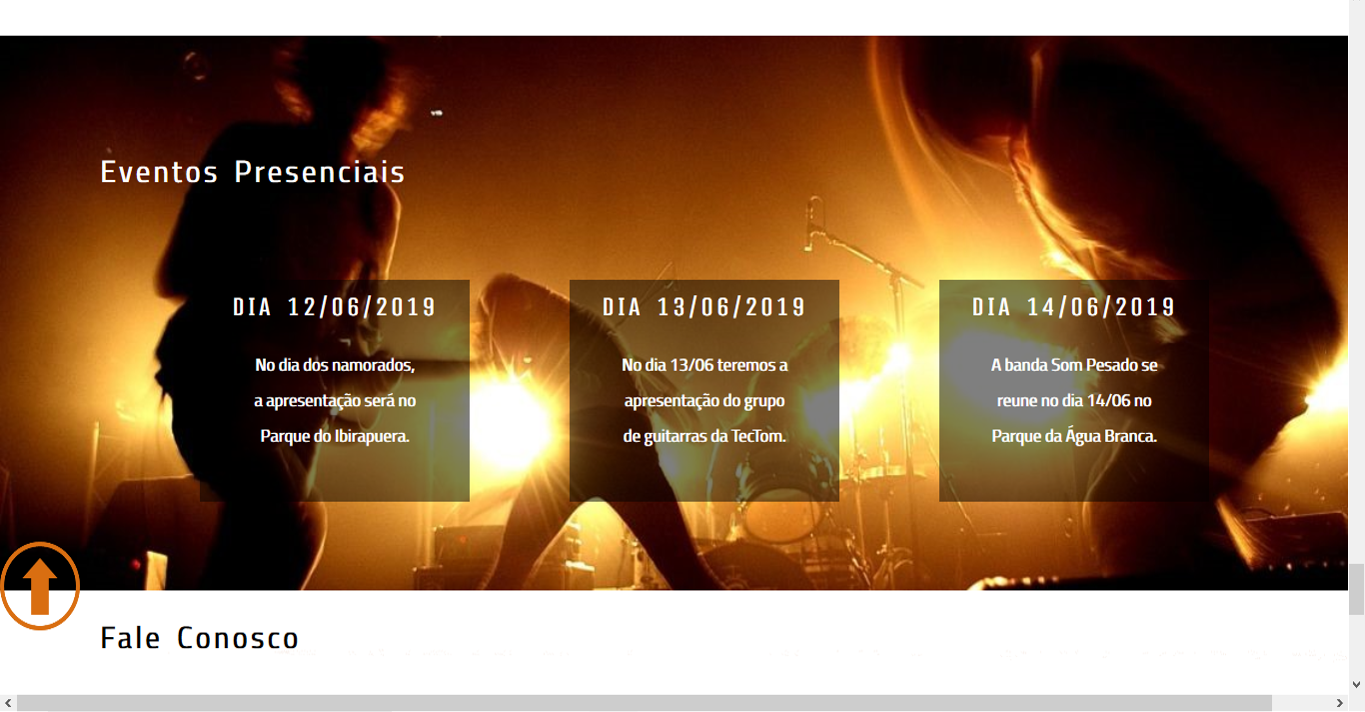 Eventos Presenciais
DIA 12/06/2019
No dia dos namorados,
a apresentação será no
Parque do Ibirapuera.
DIA 13/06/2019
No dia 13/06 teremos a
apresentação do grupo
de guitarras da TecTom.
DIA 14/06/2019
A banda Som Pesado se
reune no dia 14/06 no
Parque da Água Branca.
Fale Conosco